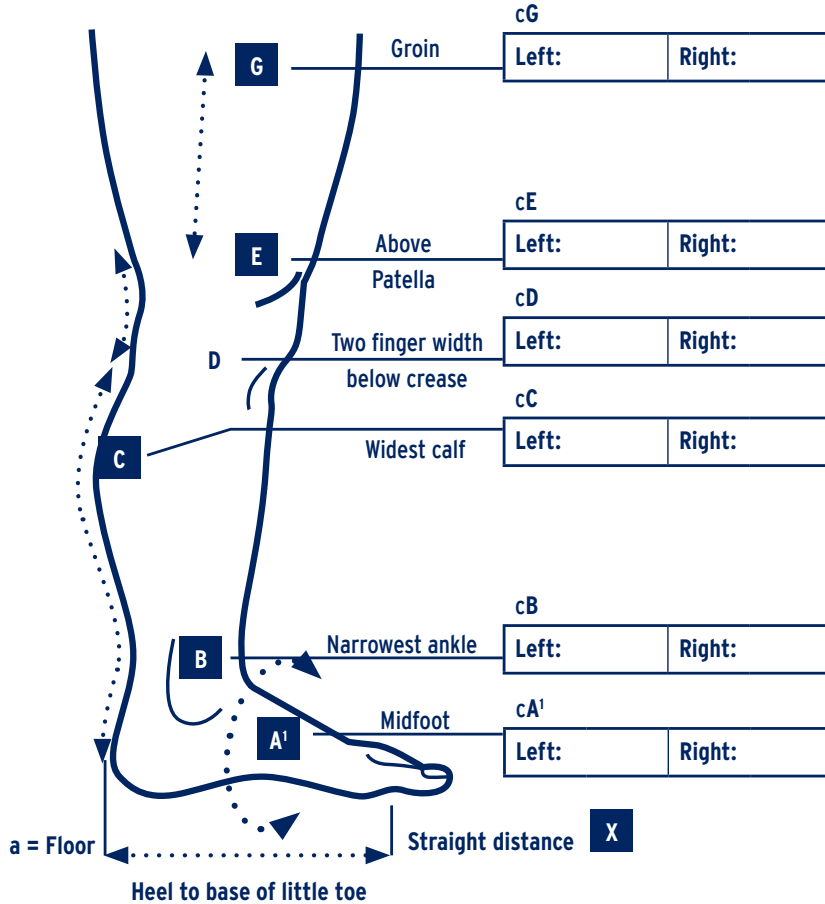 cG
G Groin Left: Right:
cE
E Above Left: Right:
Patella
cD
D Two finger width Left: Right:
below crease
cC
C Widest calf Left: Right:
cB
B Narrowest ankle Left: Right:
cA¹
A¹ Midfoot Left: Right:
a = Floor Straight distance X
Heel to base of little toe